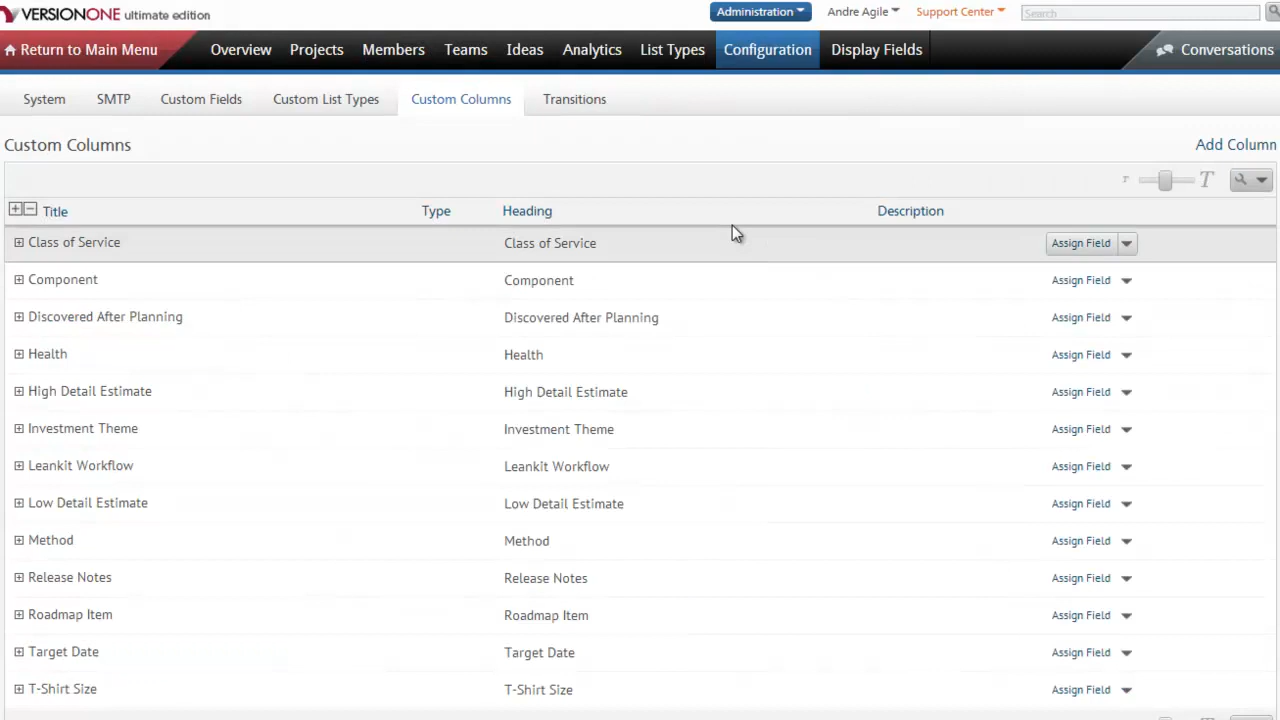 VERSIONONE ultimate edition
Administration Andre Agile Support Center Search
Return to Main Menu Overview Projects Members Teams Ideas Analytics List Types Configuration Display Fields Conversations
System SMTP Custom Fields Custom List Types Custom Columns Transitions
Custom Columns Add Column
T T
Title Type Heading Description
Class of Service Class of Service Assign Field
Component Component Assign Field
Discovered After Planning Discovered After Planning Assign Field
Health Health Assign Field
High Detail Estimate High Detail Estimate Assign Field
Investment Theme Investment Theme Assign Field
Leankit Workflow Leankit Workflow Assign Field
Low Detail Estimate Low Detail Estimate Assign Field
Method Method Assign Field
Release Notes Release Notes Assign Field
Roadmap Item Roadmap Item Assign Field
Target Date Target Date Assign Field
T-Shirt Size T-Shirt Size Assign Field